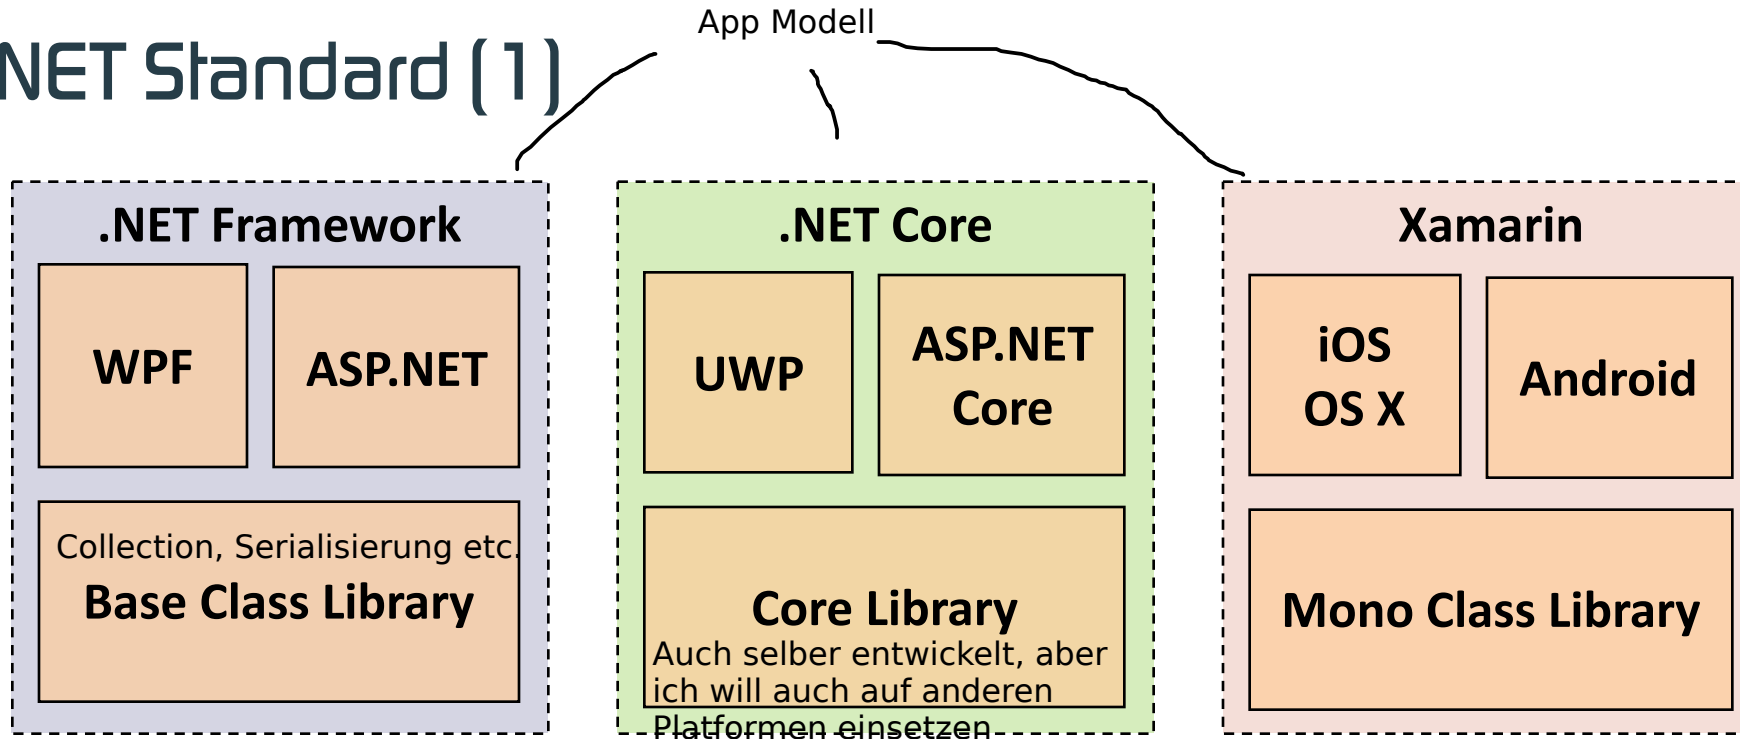 App Modell
NET Standard (1)
.NET Framework
WPF
ASP.NET
Collection, Serialisierung etc.
Base Class Library
.NET Core
UWP
ASP.NET
Core
Core Library
Auch selber entwickelt, aber
ich will auch auf anderen
Platformen einsetzen
Xamarin
iOS
OS X
Android
Mono Class Library